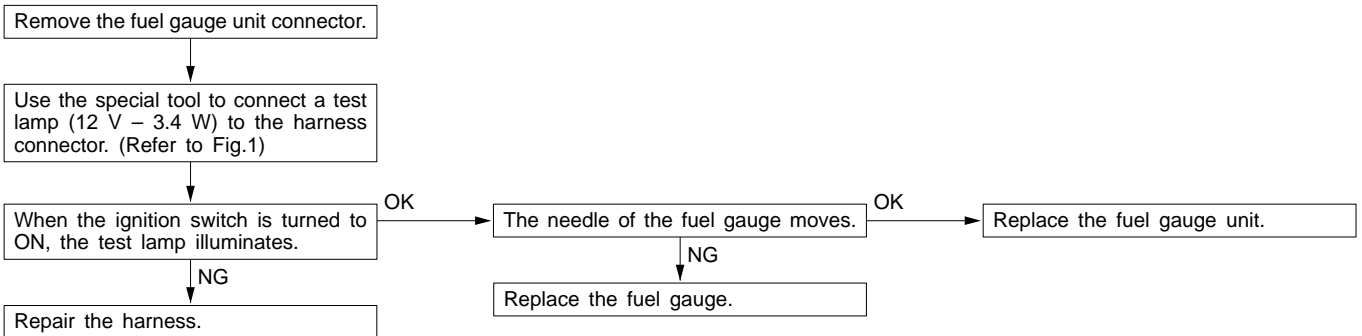 Remove the fuel gauge unit connector.
Use the special tool to connect a test
lamp (12 V – 3.4 W) to the harness
connector. (Refer to Fig.1)
When the ignition switch is turned to
ON, the test lamp illuminates.
OK
The needle of the fuel gauge moves.
OK
Replace the fuel gauge unit.
NG
Repair the harness.
NG
Replace the fuel gauge.